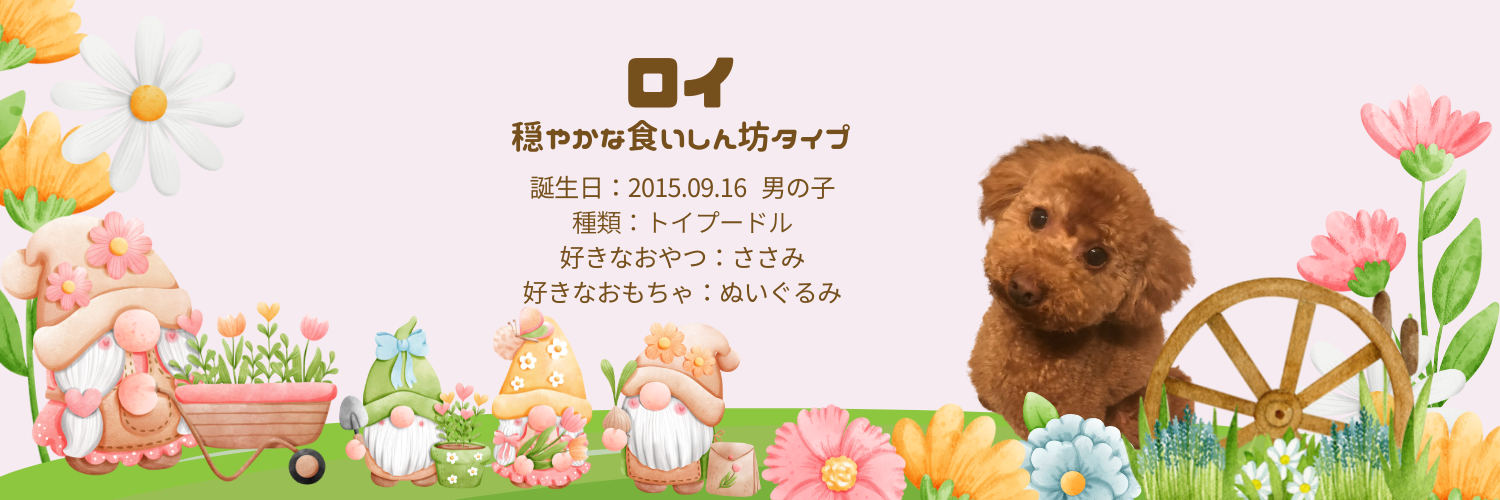 ロイ
穏やかな食いしん坊タイプ
誕生日：2015.09.16 男の子
種類：トイプードル
好きなおやつ：ささみ
好きなおもちゃ：ぬいぐるみ